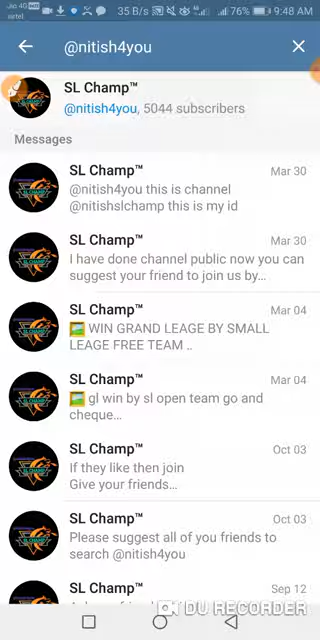 Jio 4G
airtel
35 B/s
76%
9:48 AM
@nitish4you
SL Champ™
@nitish4you, 5044 subscribers
Messages
SL Champ™ Mar 30
@nitish4you this is channel
@nitishslchamp this is my id
SL Champ™ Mar 30
I have done channel public now you can
suggest your friend to join us by...
SL Champ™ Mar 04
🖼 WIN GRAND LEAGE BY SMALL
LEAGE FREE TEAM ..
SL Champ™ Mar 04
🖼 gl win by sl open team go and
cheque...
SL Champ™ Oct 03
If they like then join
Give your friends...
SL Champ™ Oct 03
Please suggest all of you friends to
search @nitish4you
SL Champ™ Sep 12
DU RECORDER